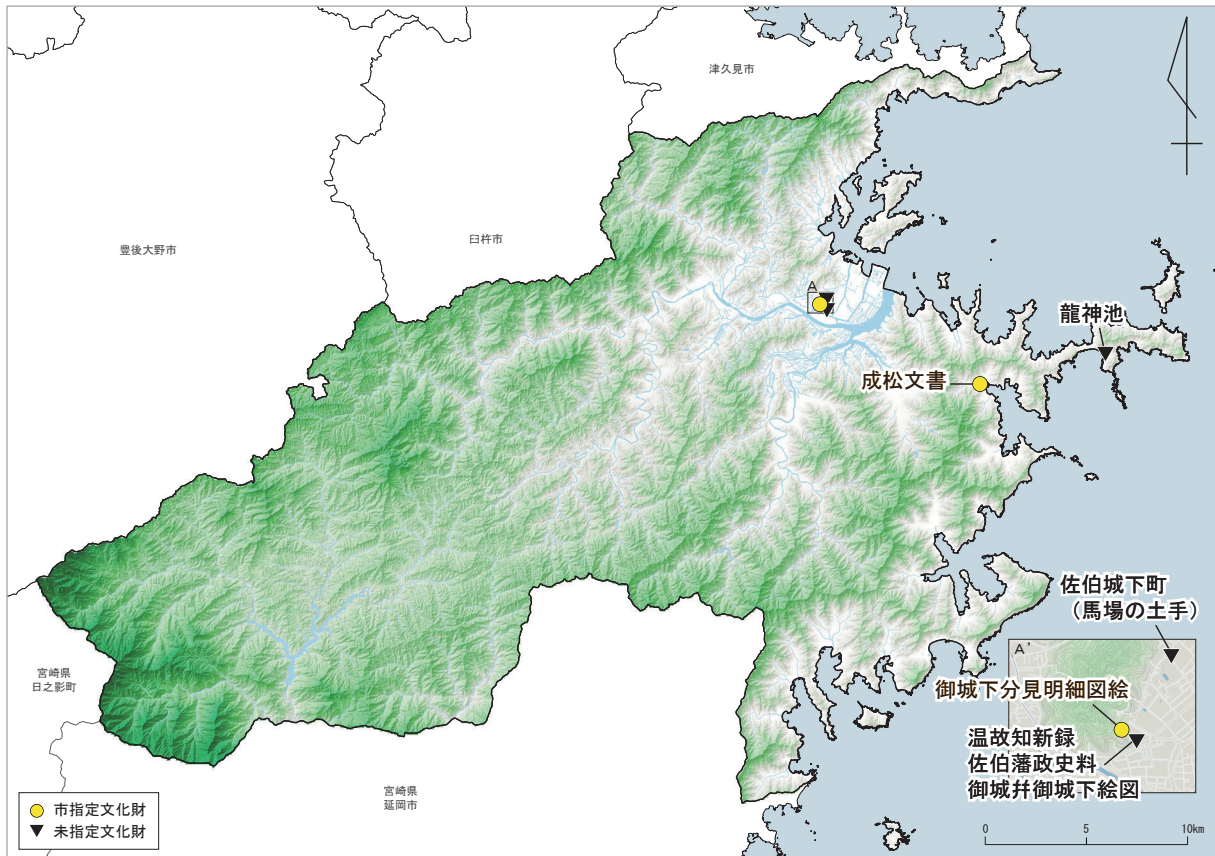 津久見市
豊後大野市
臼杵市
A
龍神池
成松文書
佐伯城下町
(馬場の土手)
A'
宮崎県
日之影町
御城下分見明細図絵
温故知新録
佐伯藩政史料
御城幷御城下絵図
宮崎県
延岡市
市指定文化財
未指定文化財
0 5 10km